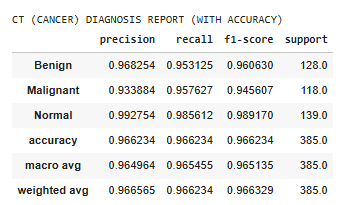 CT (CANCER) DIAGNOSIS REPORT (WITH ACCURACY)
precision recall f1-score support
Benign 0.968254 0.953125 0.960630 128.0
Malignant 0.933884 0.957627 0.945607 118.0
Normal 0.992754 0.985612 0.989170 139.0
accuracy 0.966234 0.966234 0.966234 385.0
macro avg 0.964964 0.965455 0.965135 385.0
weighted avg 0.966565 0.966234 0.966329 385.0